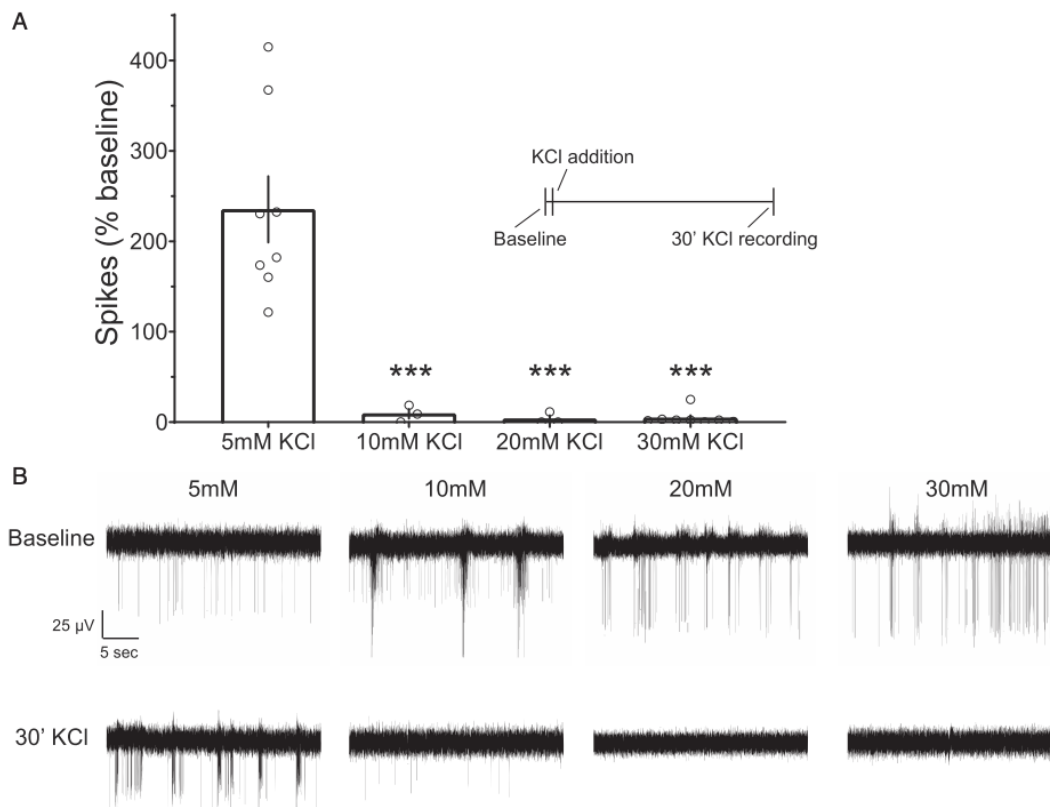 A
Spikes (% baseline)
400
300
200
100
0
KCl addition
Baseline
30' KCl recording
***
***
***
5mM KCl
10mM KCl
20mM KCl
30mM KCl
B
5mM
10mM
20mM
30mM
Baseline
25 µV
5 sec
30' KCl